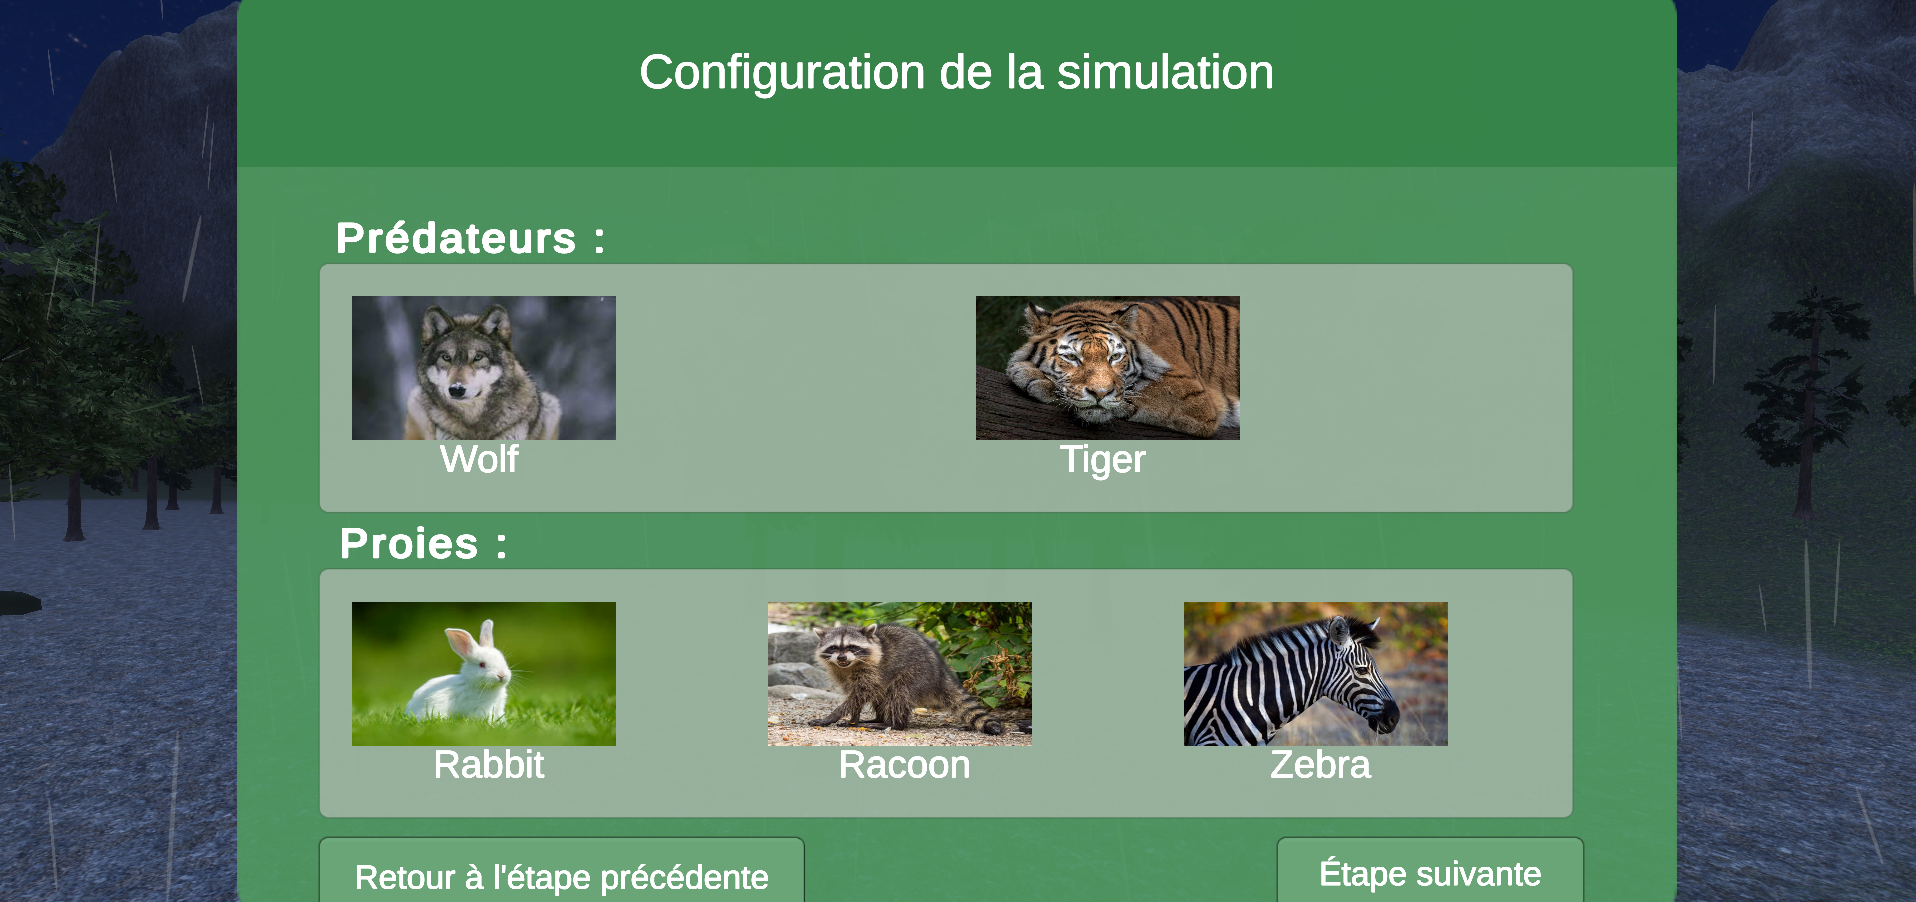 Configuration de la simulation
Prédateurs :
Wolf
Tiger
Proies :
Rabbit
Racoon
Zebra
Retour à l'étape précédente
Étape suivante